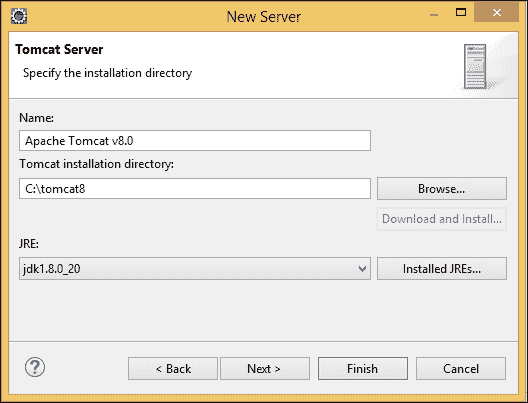 New Server
Tomcat Server
Specify the installation directory
Name:
Apache Tomcat v8.0
Tomcat installation directory:
C:\tomcat8
Browse...
Download and Install...
JRE:
jdk1.8.0_20
Installed JREs...
?
< Back
Next >
Finish
Cancel